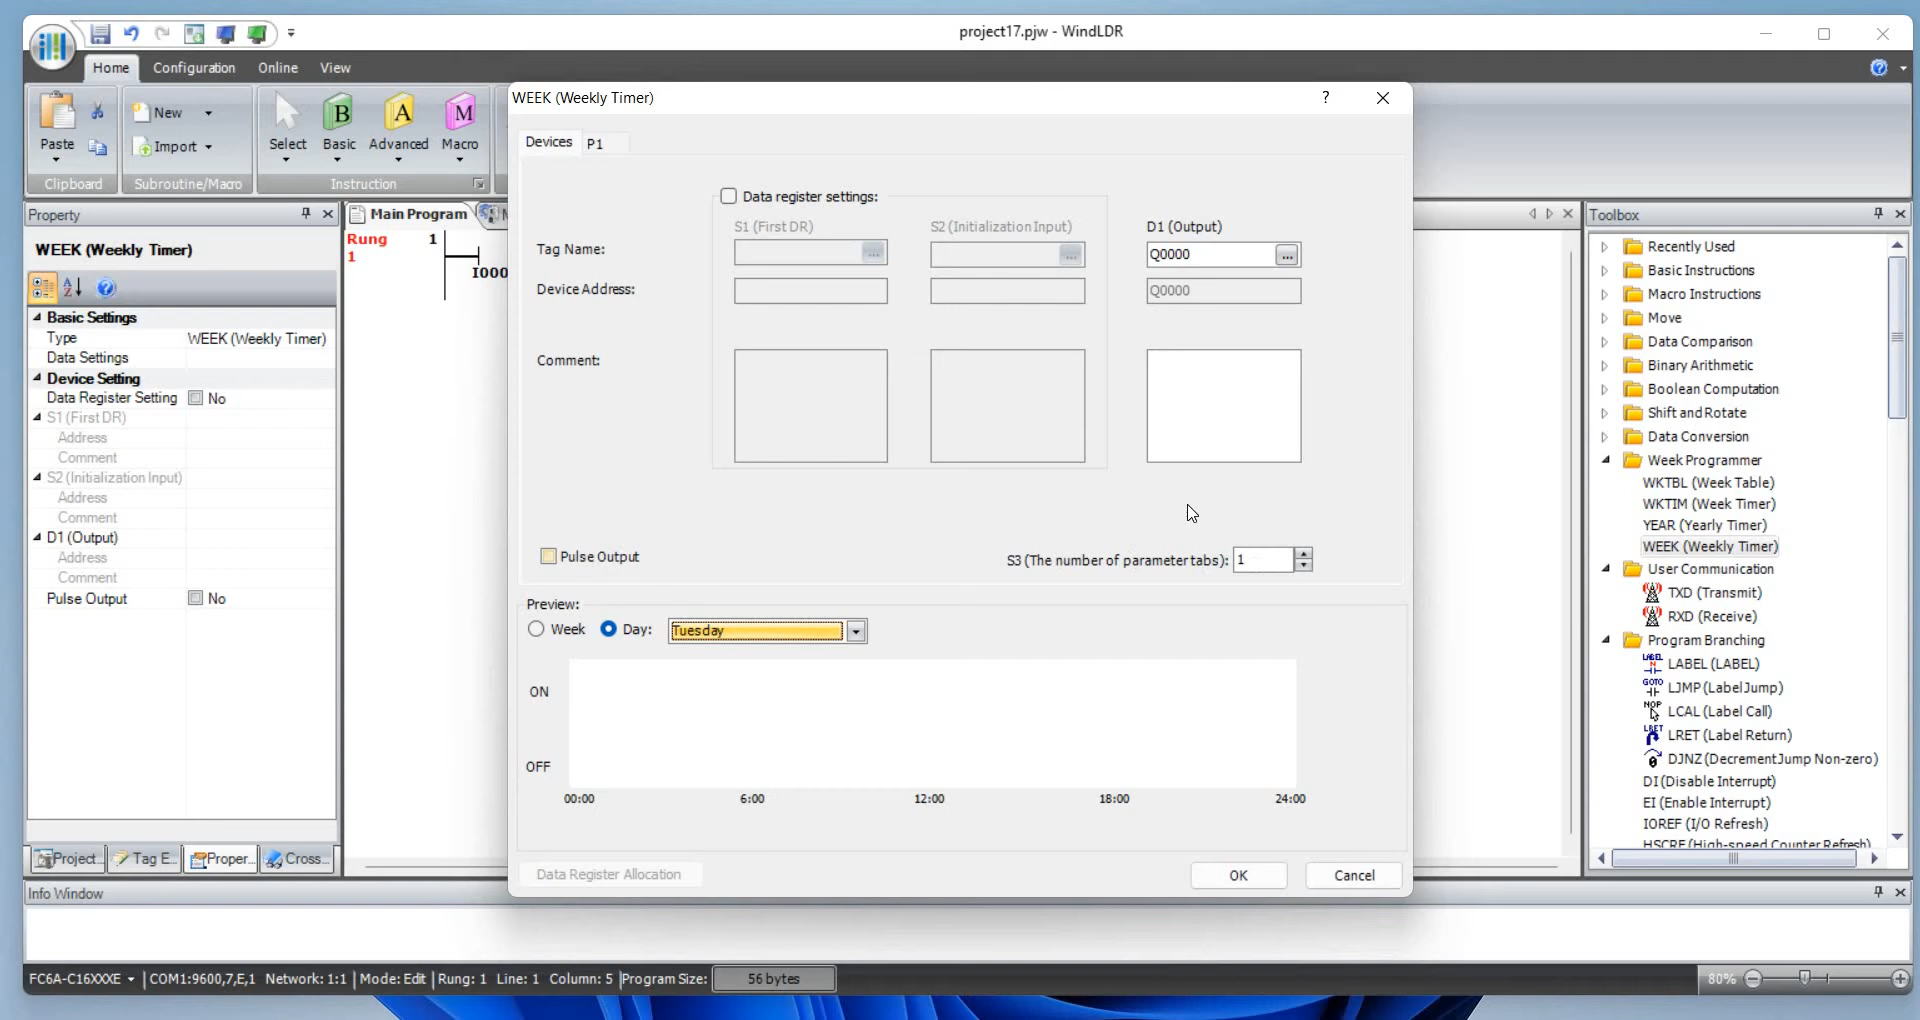 project17.pjw - WindLDR
Home
Configuration
Online
View
Paste
New
Import
Select
B
Basic
A
Advanced
M
Macro
Clipboard
Subroutine/Macro
Instruction
WEEK (Weekly Timer)
?
Devices
P1
Data register settings:
S1 (First DR)
S2 (Initialization Input)
D1 (Output)
Tag Name:
...
...
Q0000
...
Device Address:
Q0000
Comment:
Pulse Output
S3 (The number of parameter tabs):
1
Preview:
Week
Day:
Tuesday
ON
OFF
00:00
6:00
12:00
18:00
24:00
Data Register Allocation
OK
Cancel
Property
WEEK (Weekly Timer)
Basic Settings
Type
WEEK (Weekly Timer)
Data Settings
Device Setting
Data Register Setting
No
S1 (First DR)
Address
Comment
S2 (Initialization Input)
Address
Comment
D1 (Output)
Address
Comment
Pulse Output
No
Project...
Tag E...
Proper...
Cross...
Main Program
Rung
1
1
I000
Toolbox
Recently Used
Basic Instructions
Macro Instructions
Move
Data Comparison
Binary Arithmetic
Boolean Computation
Shift and Rotate
Data Conversion
Week Programmer
WKTBL (Week Table)
WKTIM (Week Timer)
YEAR (Yearly Timer)
WEEK (Weekly Timer)
User Communication
TXD (Transmit)
RXD (Receive)
Program Branching
LABEL (LABEL)
LJMP (Label Jump)
LCAL (Label Call)
LRET (Label Return)
DJNZ (Decrement Jump Non-zero)
DI (Disable Interrupt)
EI (Enable Interrupt)
IOREF (I/O Refresh)
HSCRF (High-speed Counter Refresh)
Info Window
FC6A-C16XXXE
COM1:9600,7,E,1
Network: 1:1
Mode: Edit
Rung: 1
Line: 1
Column: 5
Program Size:
56 bytes
80%